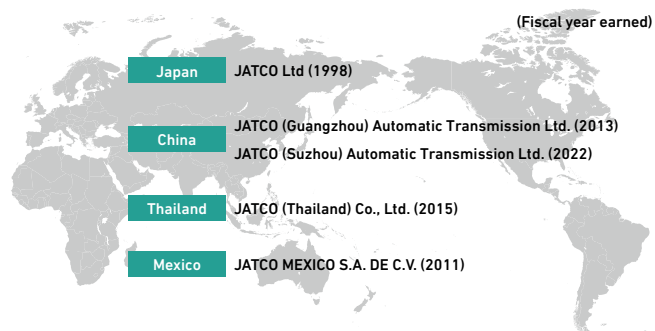 (Fiscal year earned)
Japan JATCO Ltd (1998)
China
JATCO (Guangzhou) Automatic Transmission Ltd. (2013)
JATCO (Suzhou) Automatic Transmission Ltd. (2022)
Thailand JATCO (Thailand) Co., Ltd. (2015)
Mexico JATCO MEXICO S.A. DE C.V. (2011)